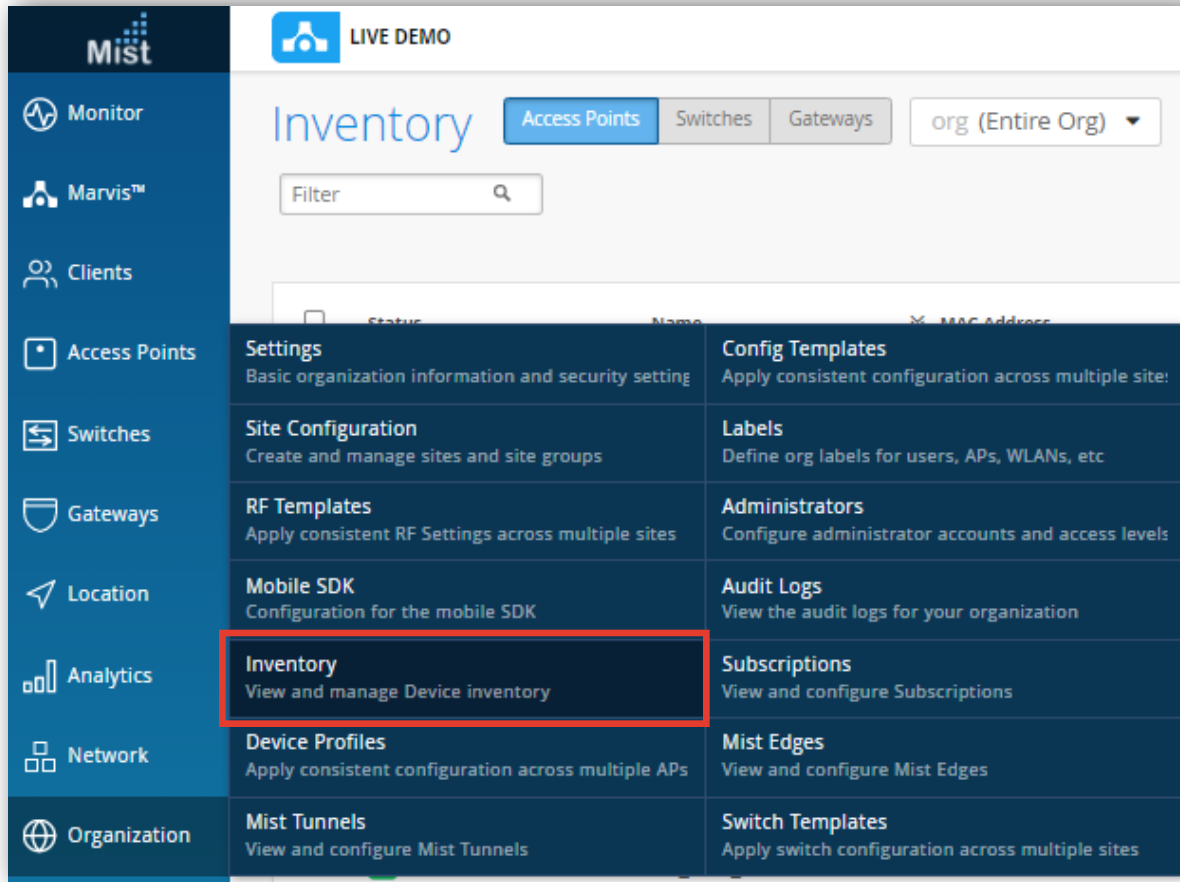 Mist
LIVE DEMO
Monitor
Inventory
Access Points
Switches
Gateways
org (Entire Org)
Marvis™
Filter
Clients
Status
Name
MAC Address
Access Points
Settings
Basic organization information and security setting
Config Templates
Apply consistent configuration across multiple sites
Switches
Site Configuration
Create and manage sites and site groups
Labels
Define org labels for users, APs, WLANs, etc
Gateways
RF Templates
Apply consistent RF Settings across multiple sites
Administrators
Configure administrator accounts and access levels
Location
Mobile SDK
Configuration for the mobile SDK
Audit Logs
View the audit logs for your organization
Analytics
Inventory
View and manage Device inventory
Subscriptions
View and configure Subscriptions
Network
Device Profiles
Apply consistent configuration across multiple APs
Mist Edges
View and configure Mist Edges
Organization
Mist Tunnels
View and configure Mist Tunnels
Switch Templates
Apply switch configuration across multiple sites